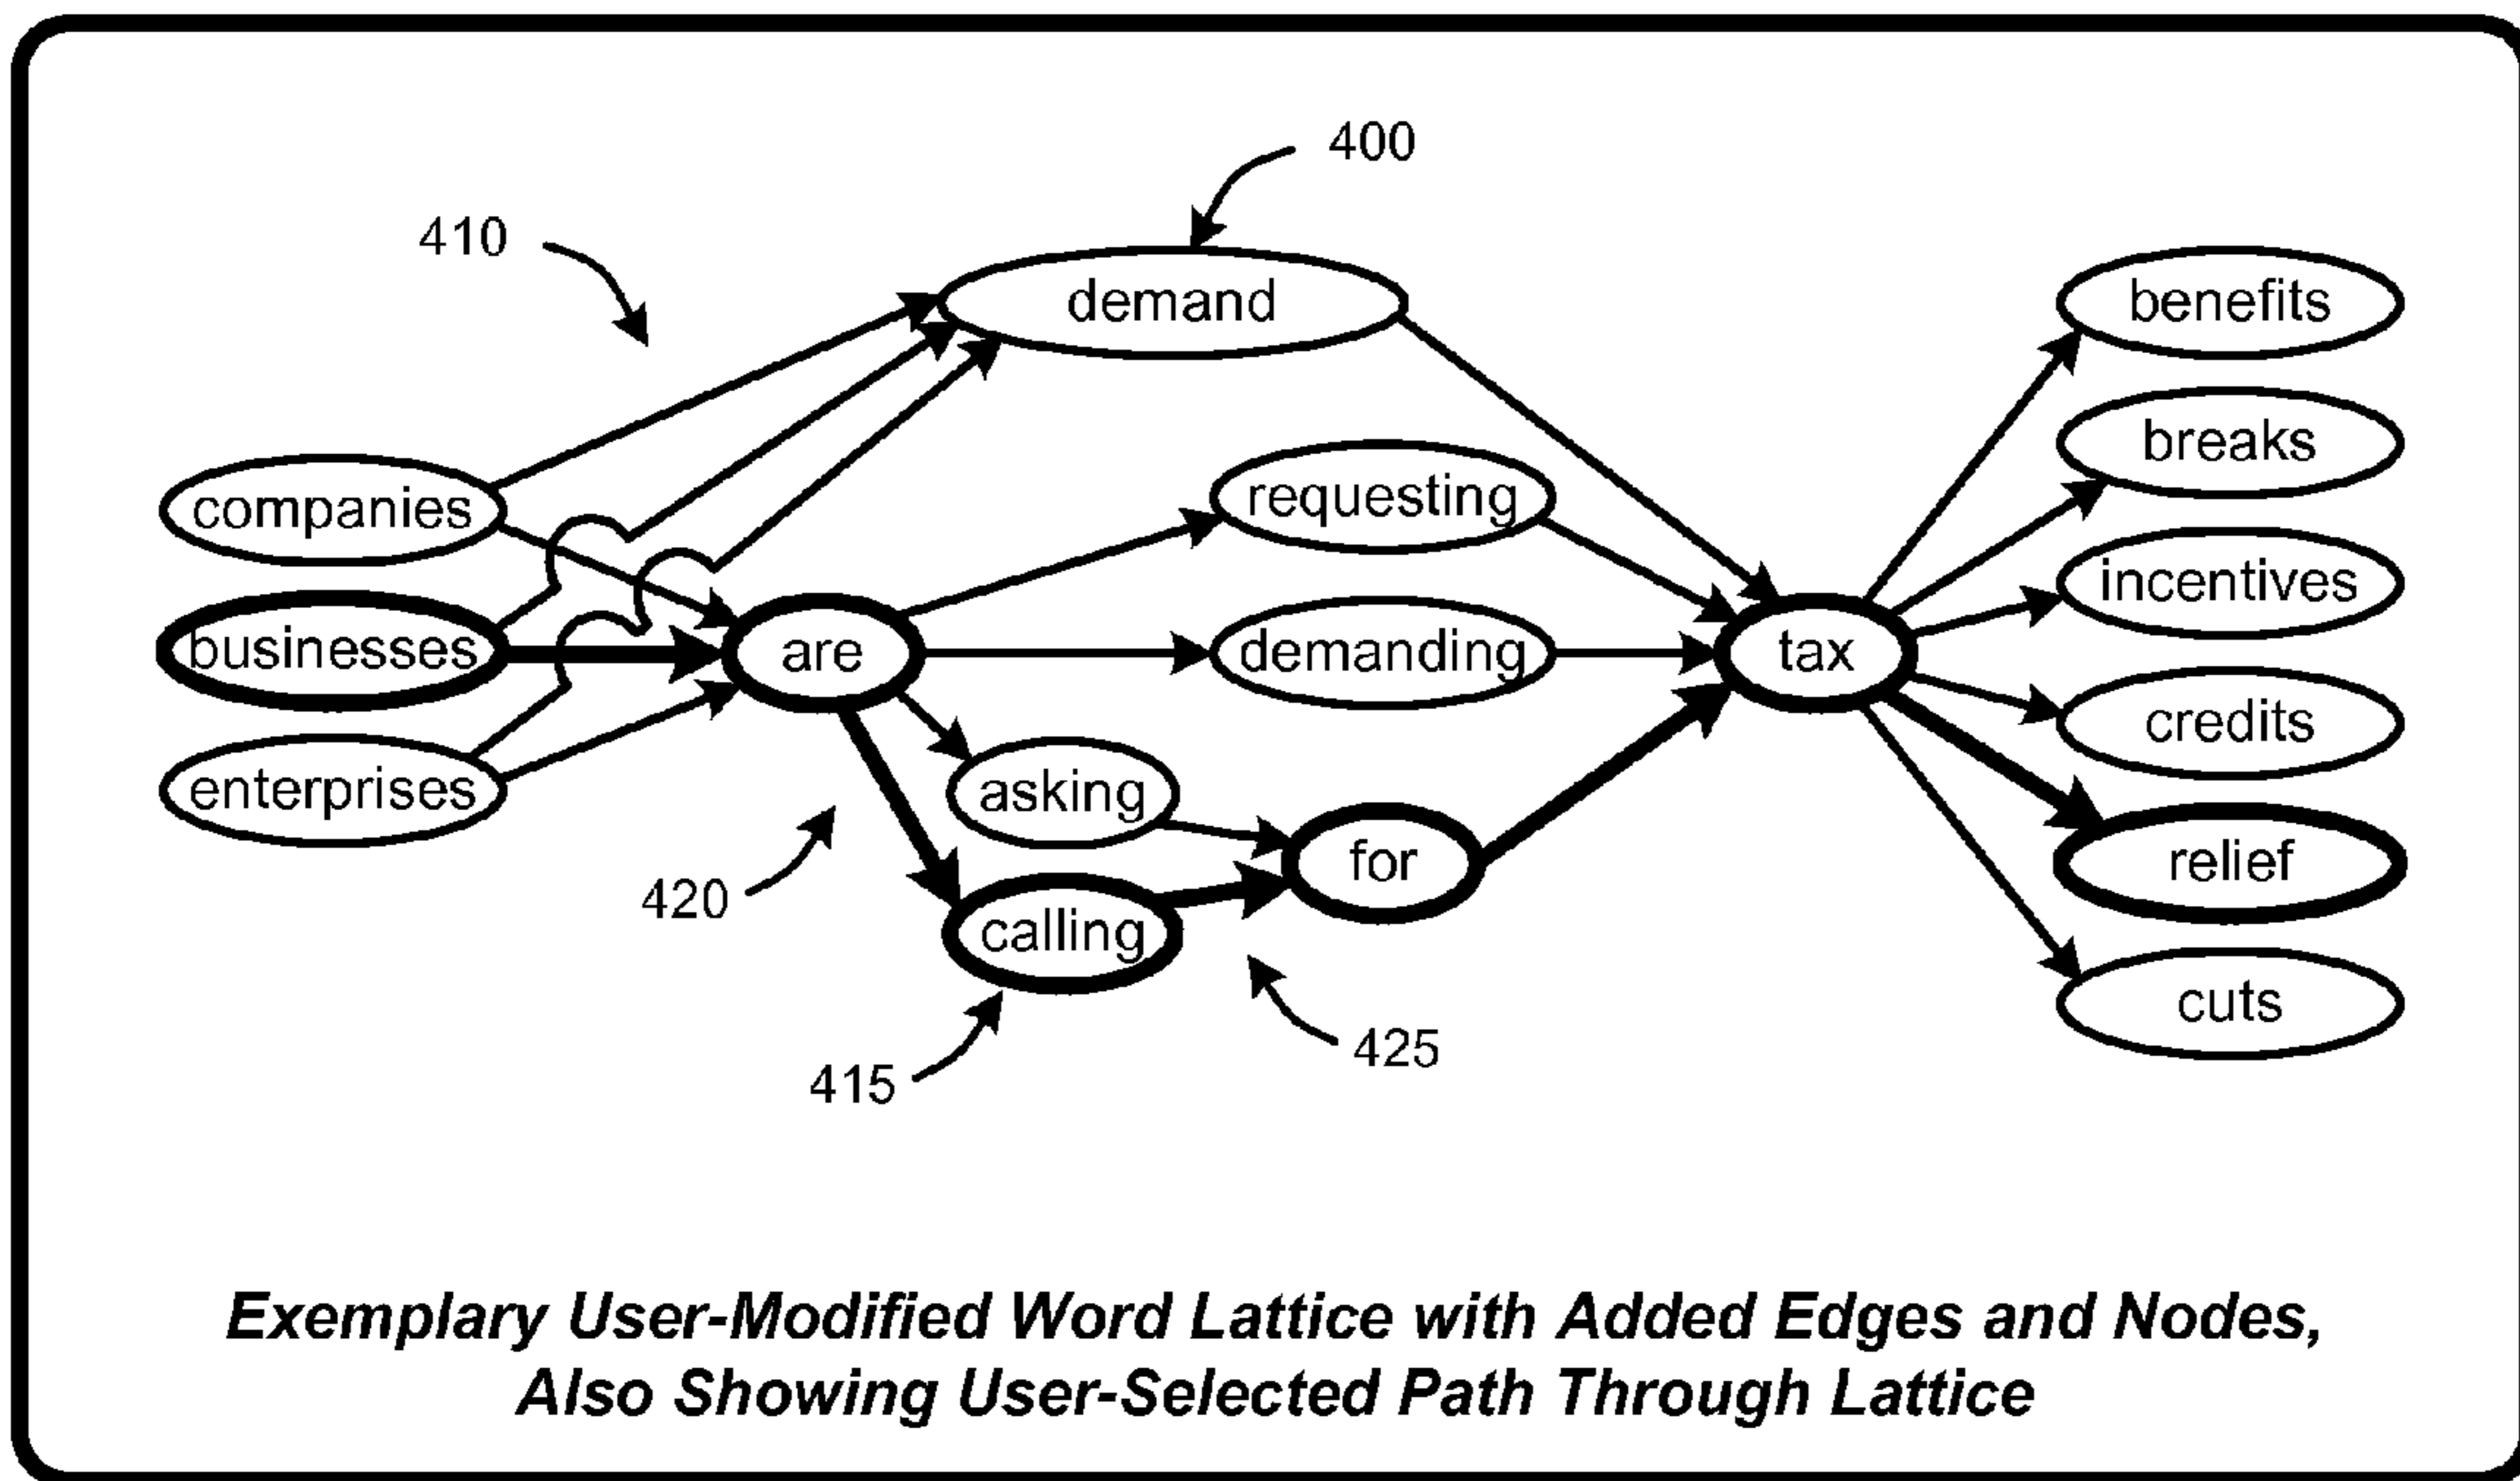 400
410
demand
benefits
breaks
requesting
companies
incentives
businesses
are
demanding
tax
credits
enterprises
asking
for
relief
420
calling
cuts
425
415
Exemplary User-Modified Word Lattice with Added Edges and Nodes,
Also Showing User-Selected Path Through Lattice